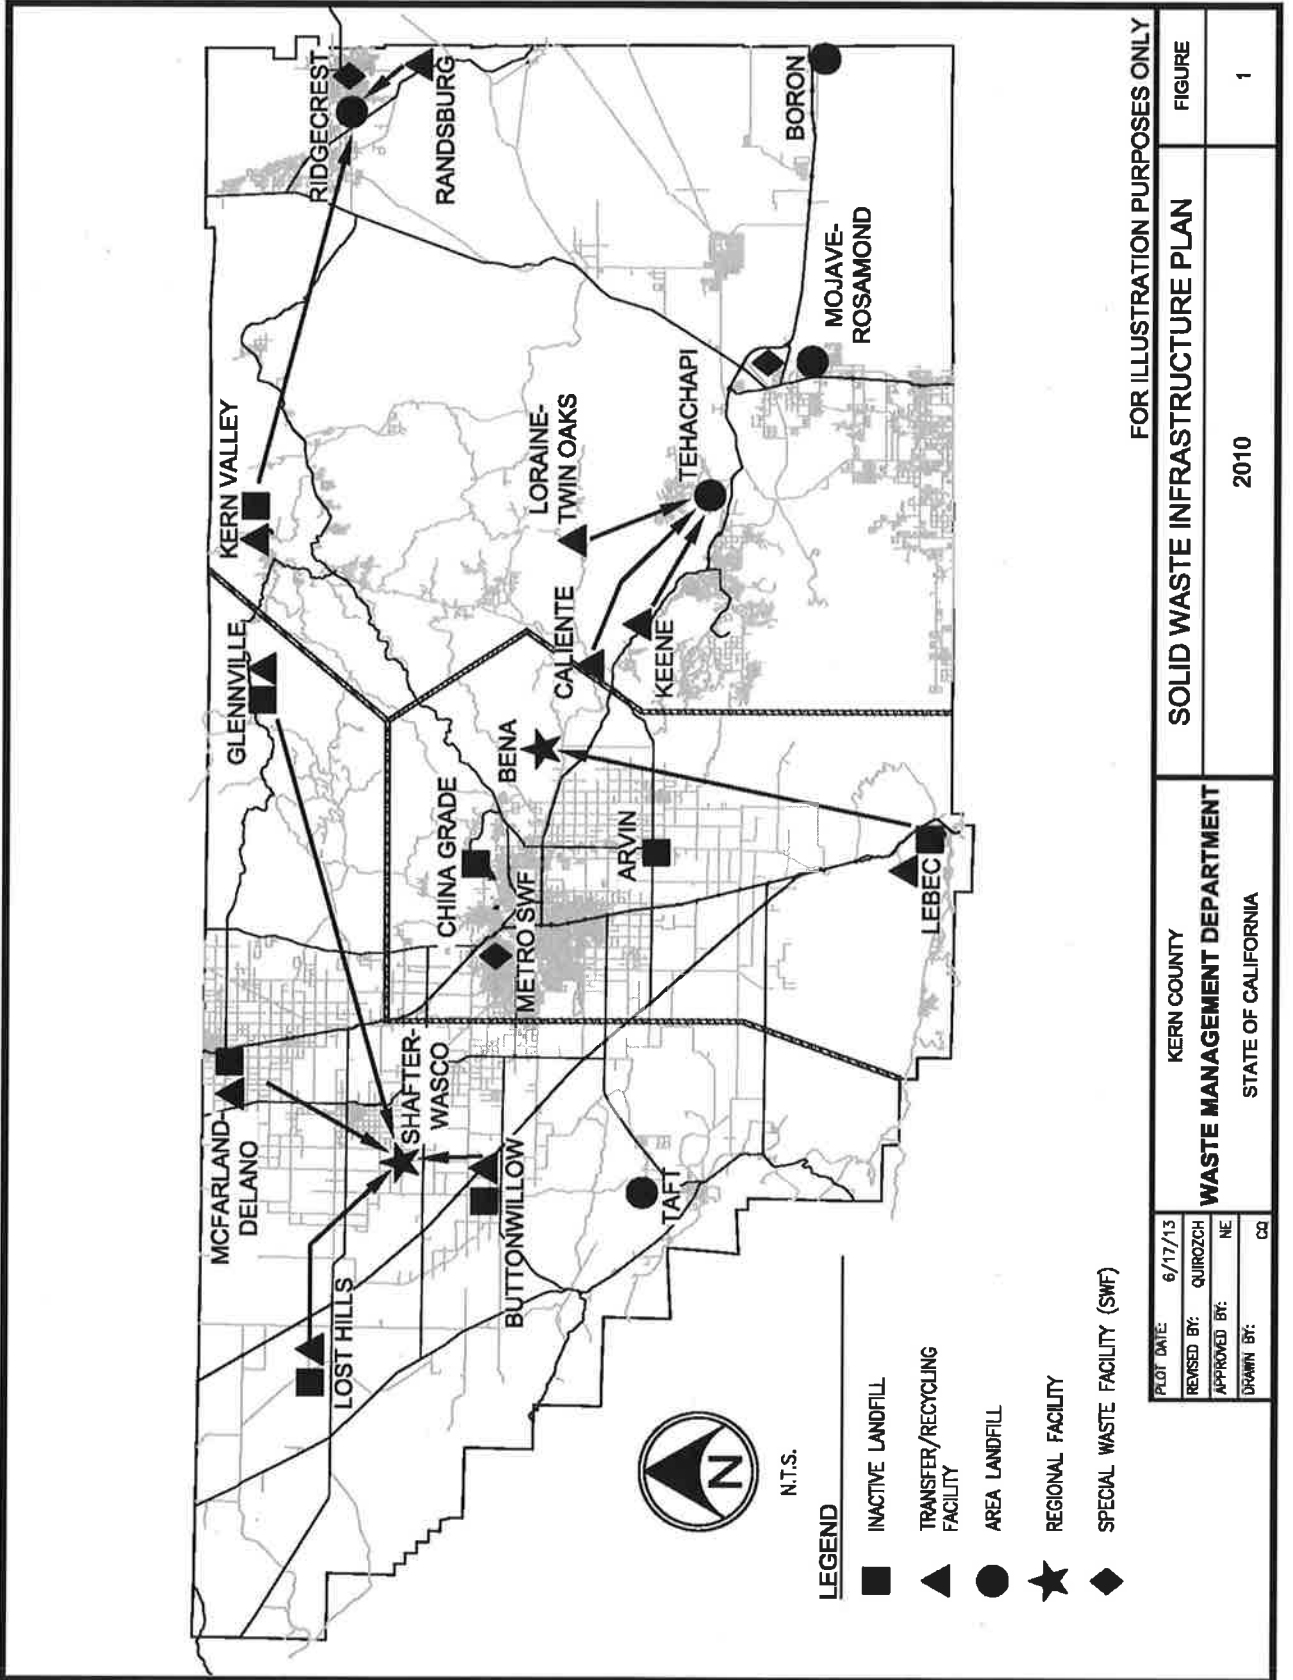 RIDGECREST
RANDSBURG
BORON
KERN VALLEY
LORAINE-
TWIN OAKS
TEHACHAPI
MOJAVE-
ROSAMOND
GLENNVILLE
CALIENTE
KEENE
BENA
CHINA GRADE
ARVIN
METRO SWF
LEBEC
MCFARLAND-
DELANO
SHAFTER-
WASCO
LOST HILLS
BUTTONWILLOW
TAFT
N
N.T.S.
LEGEND
INACTIVE LANDFILL
TRANSFER/RECYCLING
FACILITY
AREA LANDFILL
REGIONAL FACILITY
SPECIAL WASTE FACILITY (SWF)
FOR ILLUSTRATION PURPOSES ONLY
PLOT DATE: 6/17/13
REVISED BY: QUIROZCH
APPROVED BY: NE
DRAWN BY: CQ
KERN COUNTY
WASTE MANAGEMENT DEPARTMENT
STATE OF CALIFORNIA
SOLID WASTE INFRASTRUCTURE PLAN
2010
FIGURE
1